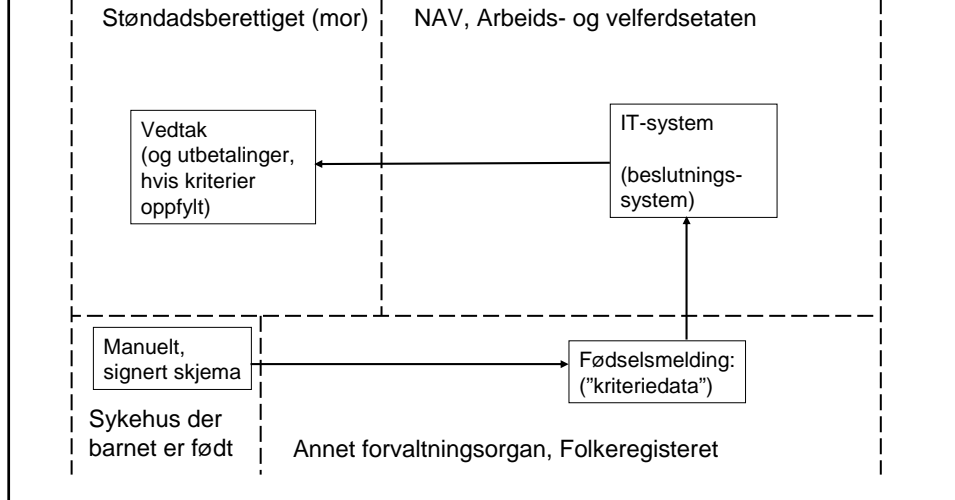 Støndadsberettiget (mor)
NAV, Arbeids- og velferdsetaten
Vedtak
(og utbetalinger,
hvis kriterier
oppfylt)
IT-system
(beslutnings-
system)
Manuelt,
signert skjema
Fødselsmelding:
(”kriteriedata”)
Sykehus der
barnet er født
Annet forvaltningsorgan, Folkeregisteret